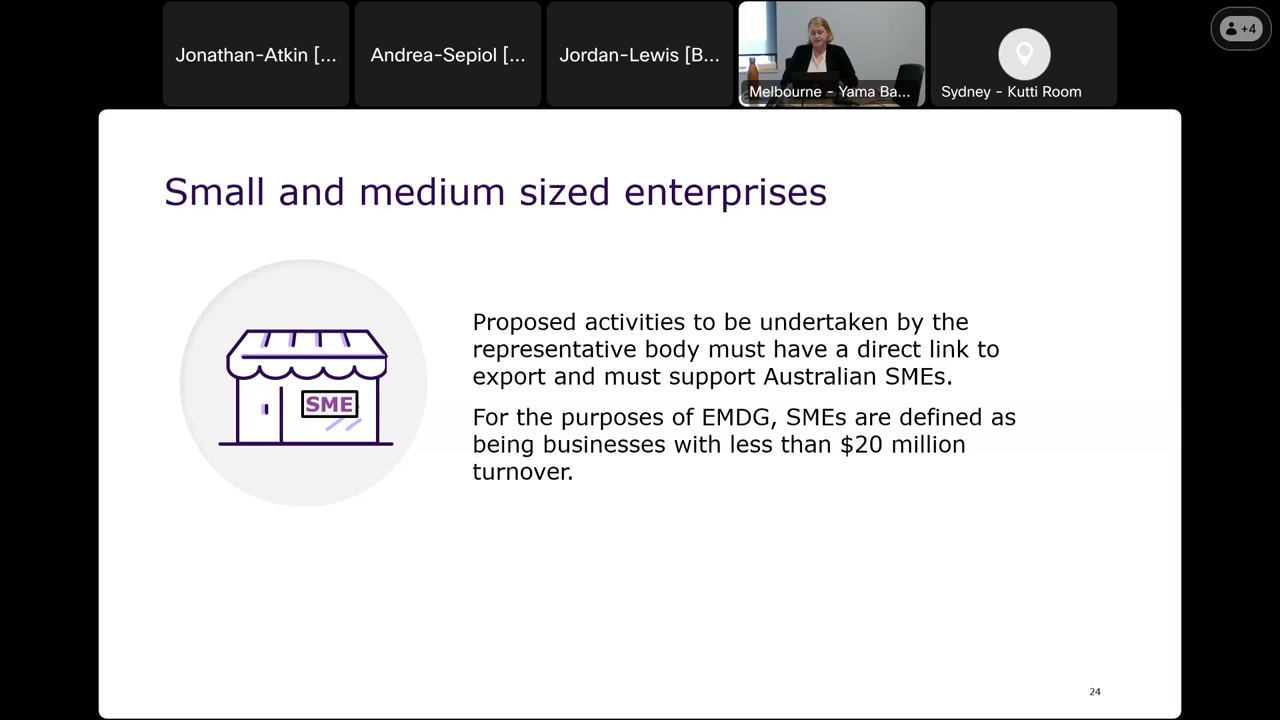 Jonathan-Atkin [...
Andrea-Sepiol [...
Jordan-Lewis [B...
Melbourne - Yama Ba...
Sydney - Kutti Room
+4
Small and medium sized enterprises
SME
Proposed activities to be undertaken by the
representative body must have a direct link to
export and must support Australian SMEs.
For the purposes of EMDG, SMEs are defined as
being businesses with less than $20 million
turnover.
24